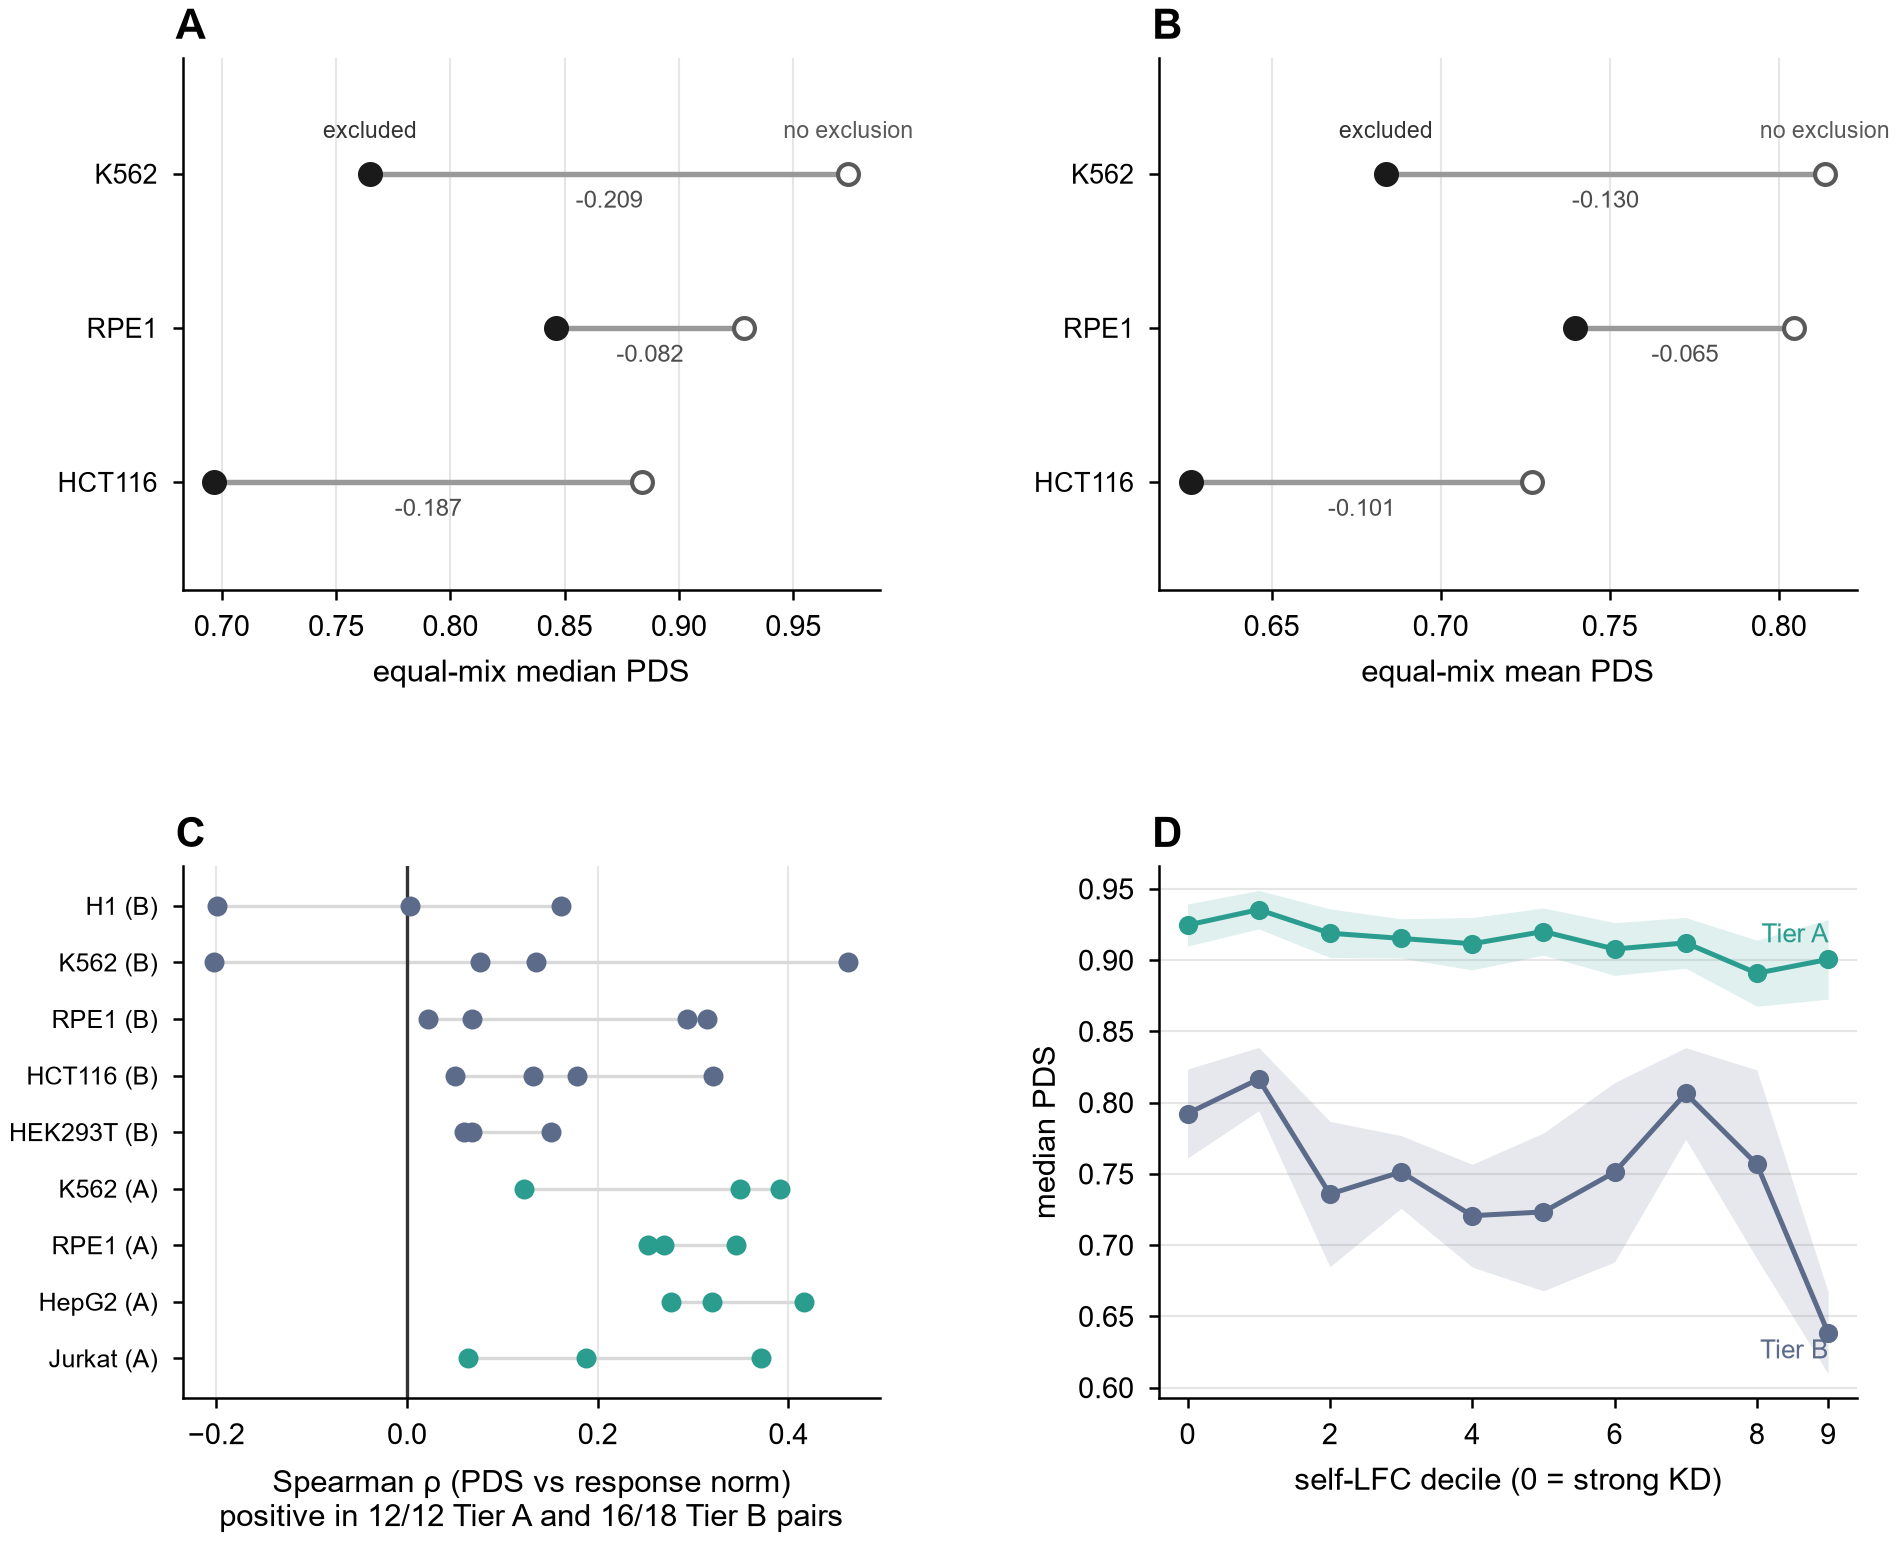 A
excluded
no exclusion
K562
-0.209
RPE1
-0.082
HCT116
-0.187
0.70 0.75 0.80 0.85 0.90 0.95
equal-mix median PDS
B
excluded
no exclusion
K562
-0.130
RPE1
-0.065
HCT116
-0.101
0.65 0.70 0.75 0.80
equal-mix mean PDS
C
H1 (B)
K562 (B)
RPE1 (B)
HCT116 (B)
HEK293T (B)
K562 (A)
RPE1 (A)
HepG2 (A)
Jurkat (A)
−0.2 0.0 0.2 0.4
Spearman ρ (PDS vs response norm)
positive in 12/12 Tier A and 16/18 Tier B pairs
D
median PDS
0.95
0.90
0.85
0.80
0.75
0.70
0.65
0.60
Tier A
Tier B
0 2 4 6 8 9
self-LFC decile (0 = strong KD)